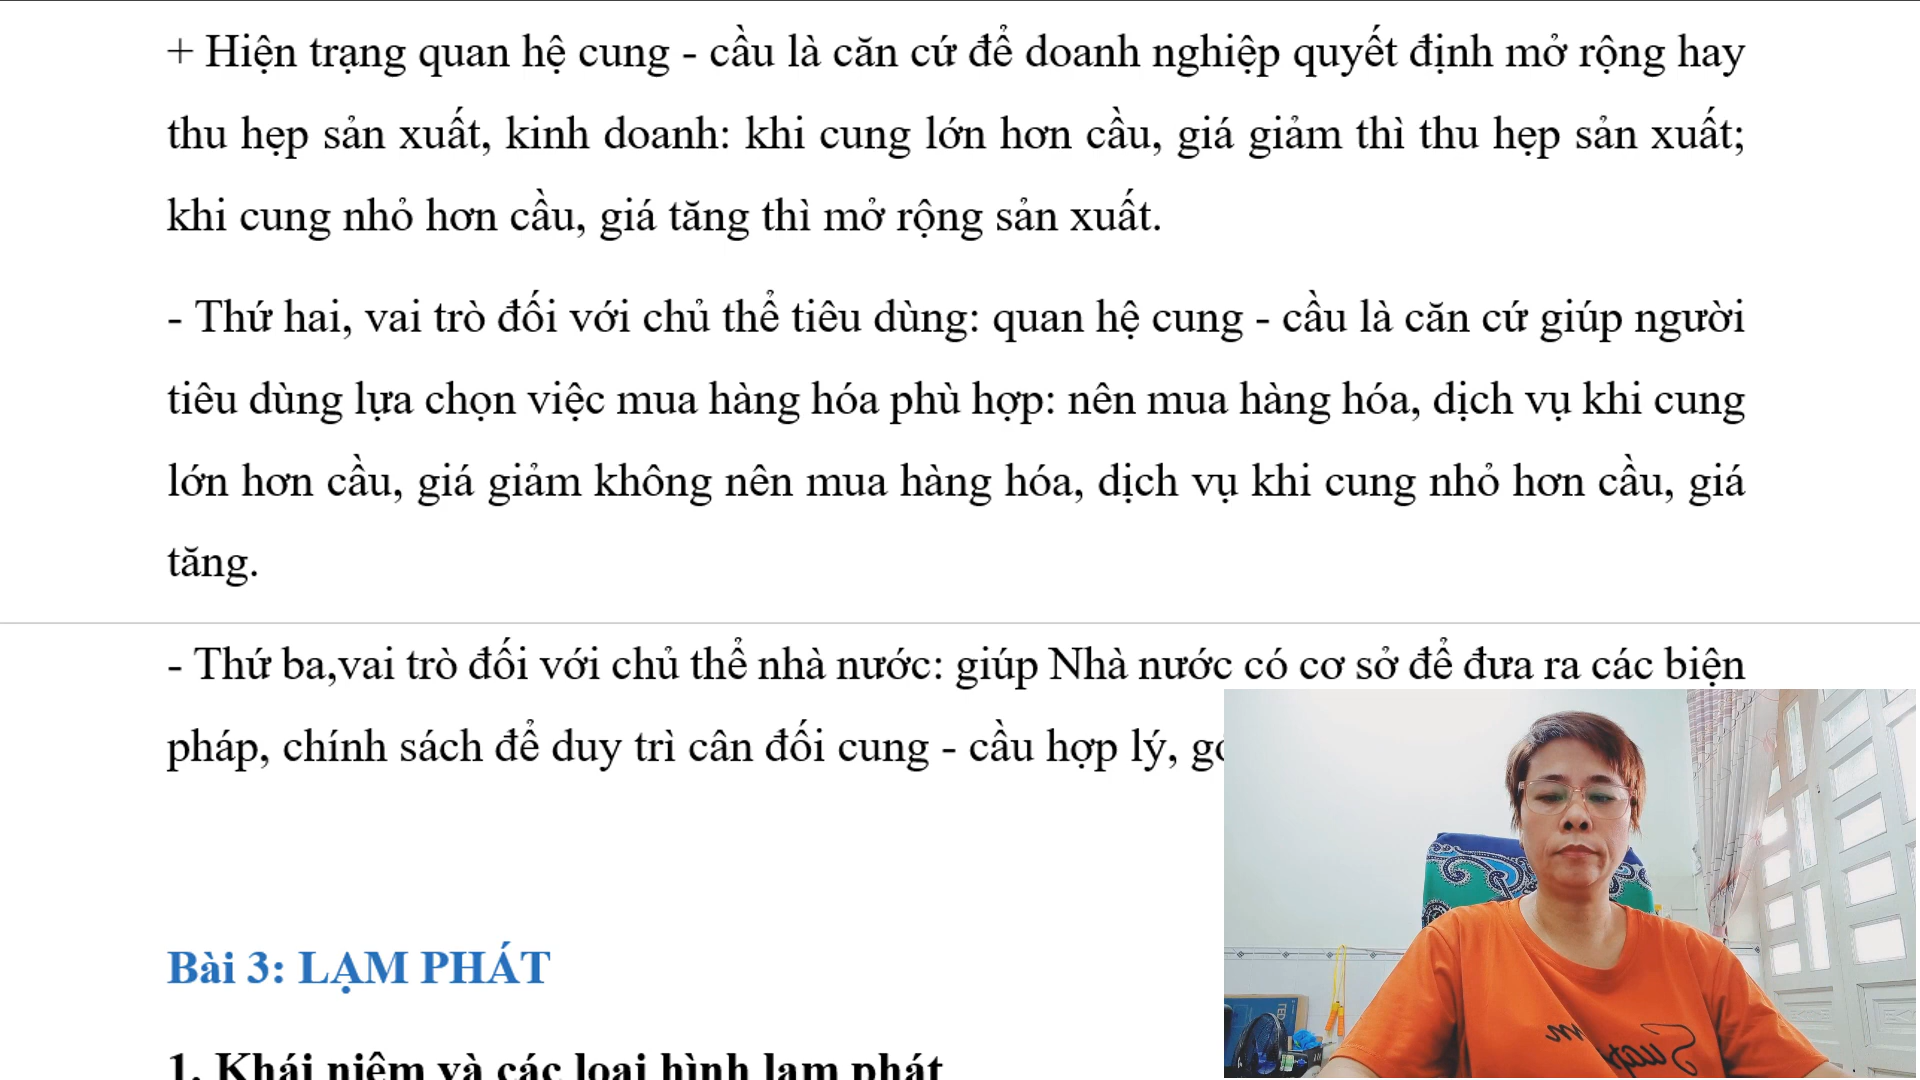 + Hiện trạng quan hệ cung - cầu là căn cứ để doanh nghiệp quyết định mở rộng hay
thu hẹp sản xuất, kinh doanh: khi cung lớn hơn cầu, giá giảm thì thu hẹp sản xuất;
khi cung nhỏ hơn cầu, giá tăng thì mở rộng sản xuất.
- Thứ hai, vai trò đối với chủ thể tiêu dùng: quan hệ cung - cầu là căn cứ giúp người
tiêu dùng lựa chọn việc mua hàng hóa phù hợp: nên mua hàng hóa, dịch vụ khi cung
lớn hơn cầu, giá giảm không nên mua hàng hóa, dịch vụ khi cung nhỏ hơn cầu, giá
tăng.
- Thứ ba,vai trò đối với chủ thể nhà nước: giúp Nhà nước có cơ sở để đưa ra các biện
pháp, chính sách để duy trì cân đối cung - cầu hợp lý,
Bài 3: LẠM PHÁT
1. Khái niệm và các loại hình lạm phát